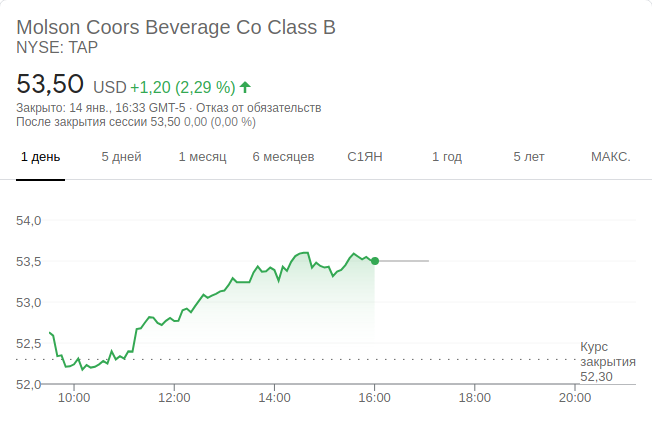 Molson Coors Beverage Co Class B
NYSE: TAP
53,50 USD +1,20 (2,29 %)
Закрыто: 14 янв., 16:33 GMT-5 · Отказ от обязательств
После закрытия сессии 53,50 0,00 (0,00 %)
1 день 5 дней 1 месяц 6 месяцев С1ЯН 1 год 5 лет МАКС.
54,0
53,5
53,0
52,5
52,0
Курс
закрытия
52,30
10:00 12:00 14:00 16:00 18:00 20:00